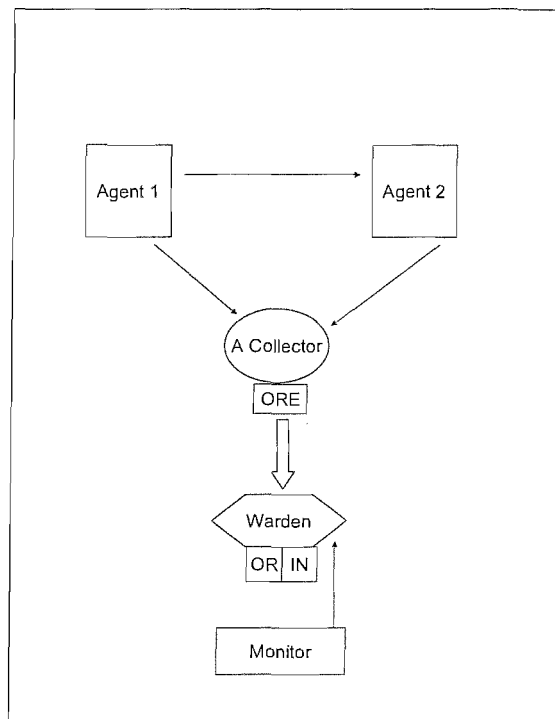 Agent 1
Agent 2
A Collector
ORE
Warden
OR IN
Monitor